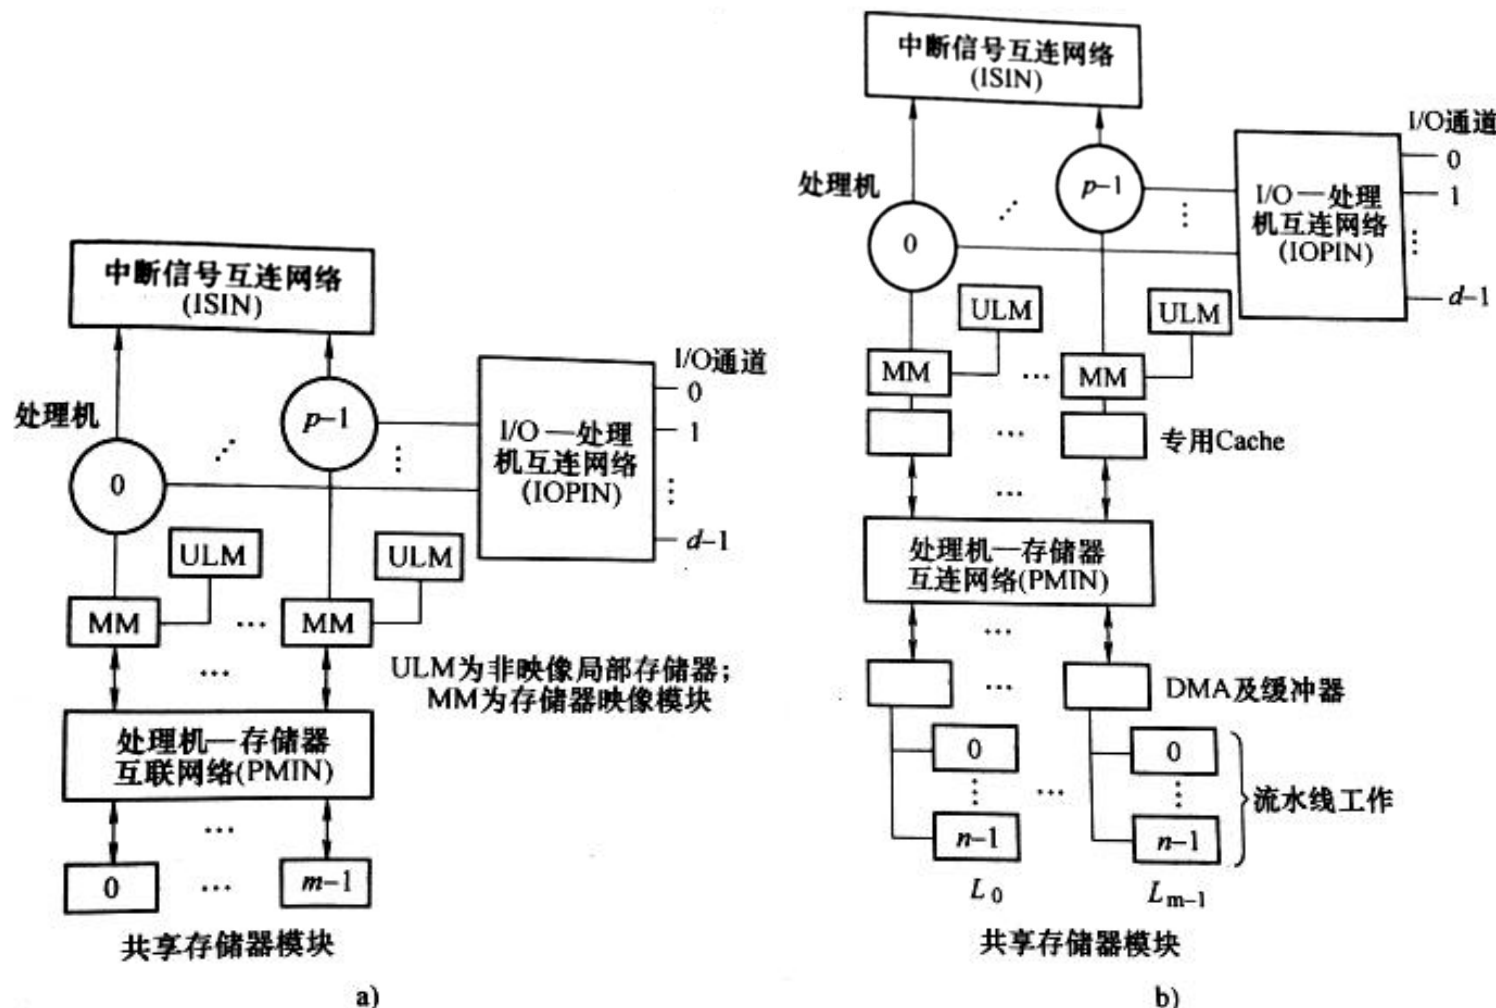 中断信号互连网络
(ISIN)
处理机
0
p–1
I/O—处理
机互连网络
(IOPIN)
I/O通道
0
1
d–1
ULM
ULM
MM
MM
ULM为非映像局部存储器；
MM为存储器映像模块
处理机—存储器
互联网络(PMIN)
0
m–1
共享存储器模块
a)
中断信号互连网络
(ISIN)
处理机
0
p–1
I/O—处理
机互连网络
(IOPIN)
I/O通道
0
1
d–1
ULM
ULM
MM
MM
专用Cache
处理机—存储器
互连网络(PMIN)
DMA及缓冲器
0
0
n–1
n–1
流水线工作
L0
Lm–1
共享存储器模块
b)